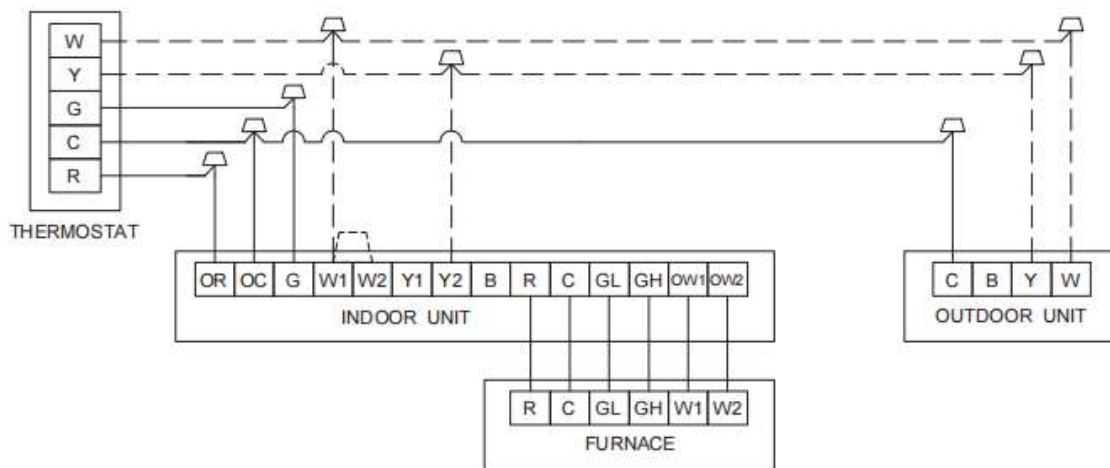 W
Y
G
C
R
THERMOSTAT
OR OC G W1 W2 Y1 Y2 B R C GL GH OW1 OW2
INDOOR UNIT
C B Y W
OUTDOOR UNIT
R C GL GH W1 W2
FURNACE